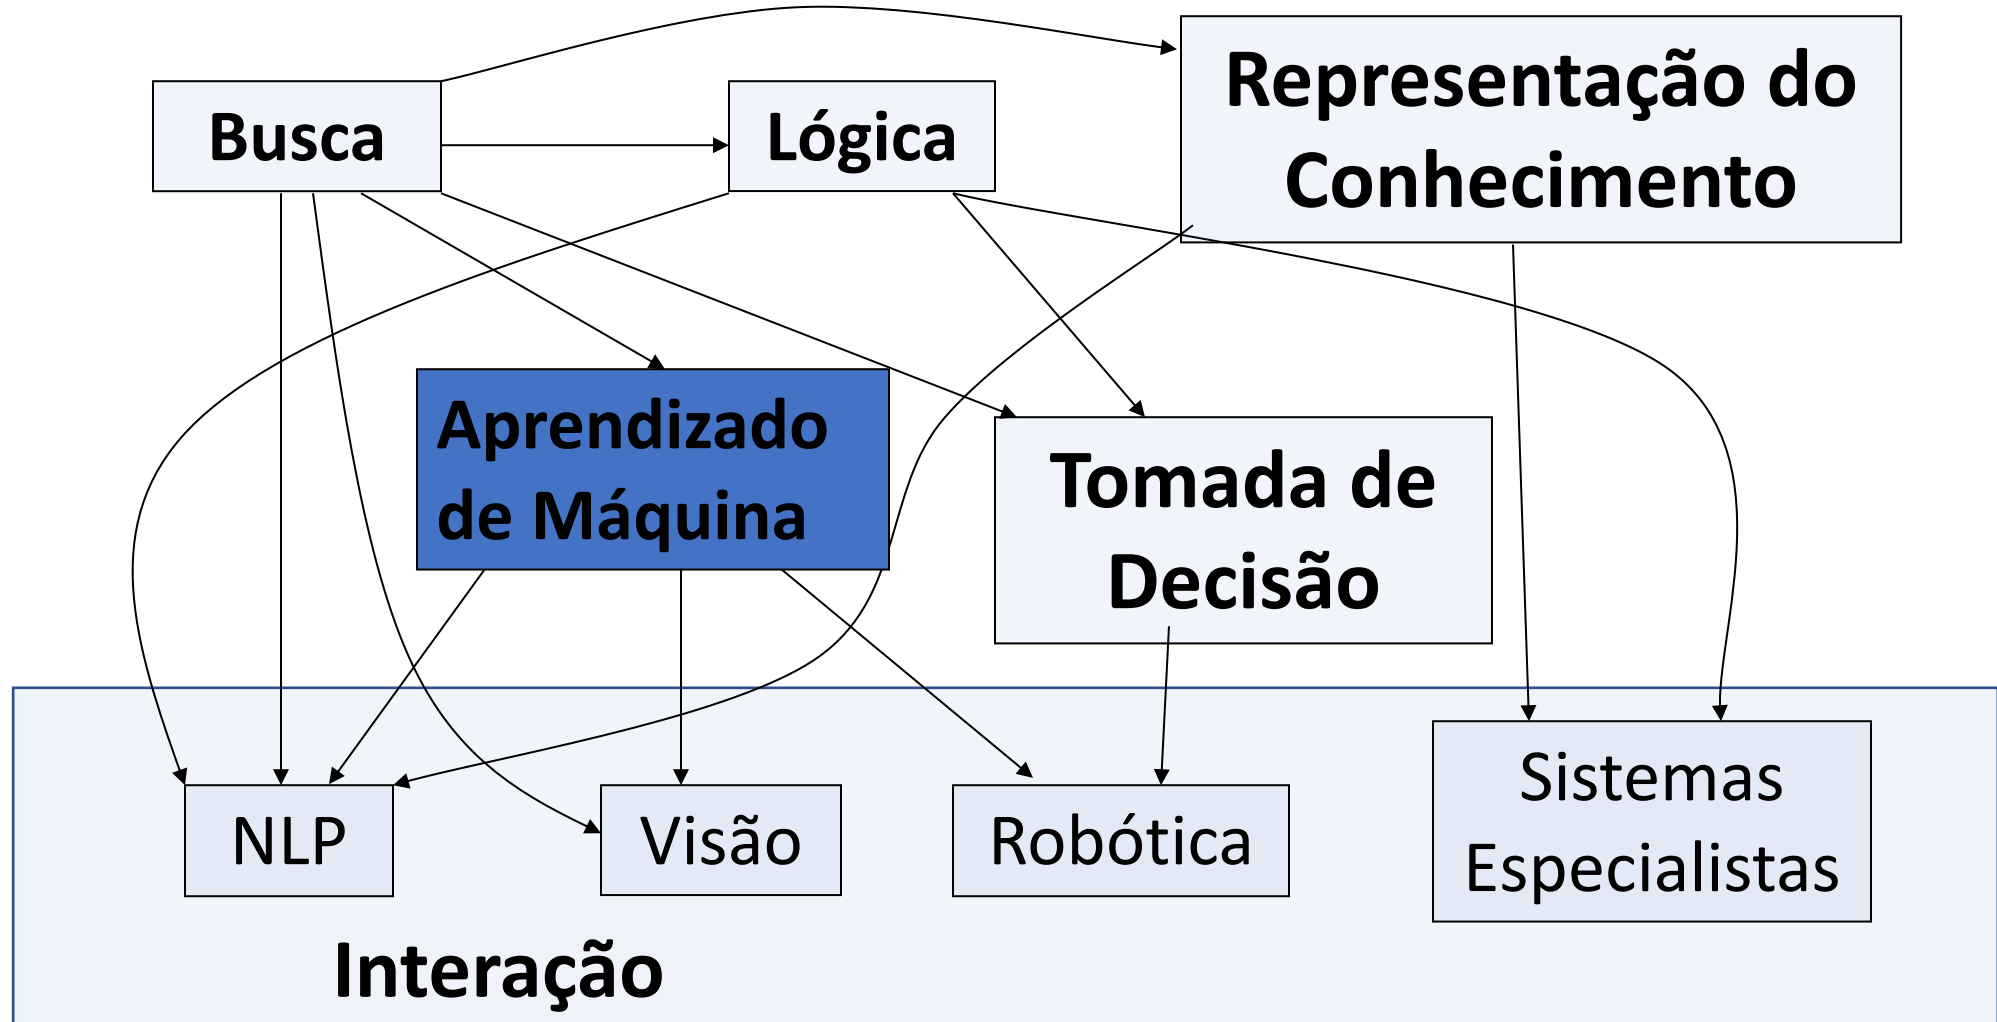 Busca
Lógica
Representação do
Conhecimento
Aprendizado
de Máquina
Tomada de
Decisão
NLP
Visão
Robótica
Sistemas
Especialistas
Interação